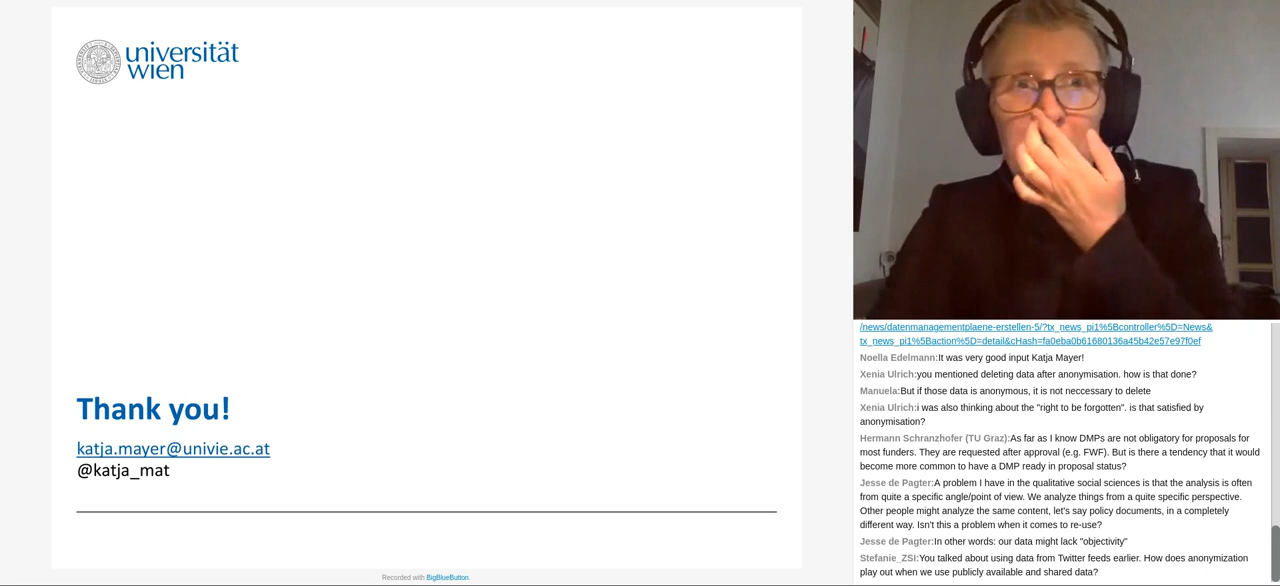 universität
wien
Thank you!
katja.mayer@univie.ac.at
@katja_mat
Recorded with BigBlueButton.
/news/datenmanagementplaene-erstellen-5/?tx_news_pi1%5Bcontroller%5D=News&
tx_news_pi1%5Baction%5D=detail&cHash=fa0eba0b61680136a45b42e57e97f0ef
Noella Edelmann:It was very good input Katja Mayer!
Xenia Ulrich:you mentioned deleting data after anonymisation. how is that done?
Manuela:But if those data is anonymous, it is not neccessary to delete
Xenia Ulrich:i was also thinking about the "right to be forgotten". is that satisfied by
anonymisation?
Hermann Schranzhofer (TU Graz):As far as I know DMPs are not obligatory for proposals for
most funders. They are requested after approval (e.g. FWF). But is there a tendency that it would
become more common to have a DMP ready in proposal status?
Jesse de Pagter:A problem I have in the qualitative social sciences is that the analysis is often
from quite a specific angle/point of view. We analyze things from a quite specific perspective.
Other people might analyze the same content, let's say policy documents, in a completely
different way. Isn't this a problem when it comes to re-use?
Jesse de Pagter:In other words: our data might lack "objectivity"
Stefanie_ZSI:You talked about using data from Twitter feeds earlier. How does anonymization
play out when we use publicly available and shared data?